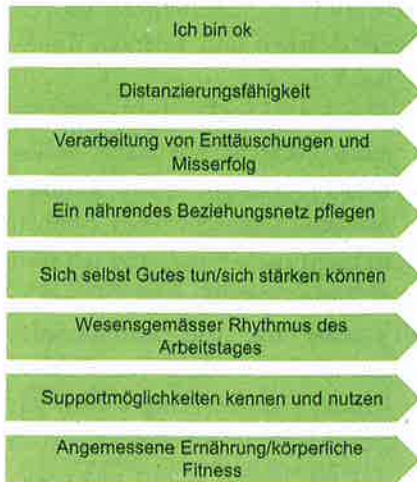 Ich bin ok
Distanzierungsfähigkeit
Verarbeitung von Enttäuschungen und
Misserfolg
Ein nährendes Beziehungsnetz pflegen
Sich selbst Gutes tun/sich stärken können
Wesensgemässer Rhythmus des
Arbeitstages
Supportmöglichkeiten kennen und nutzen
Angemessene Ernährung/körperliche
Fitness